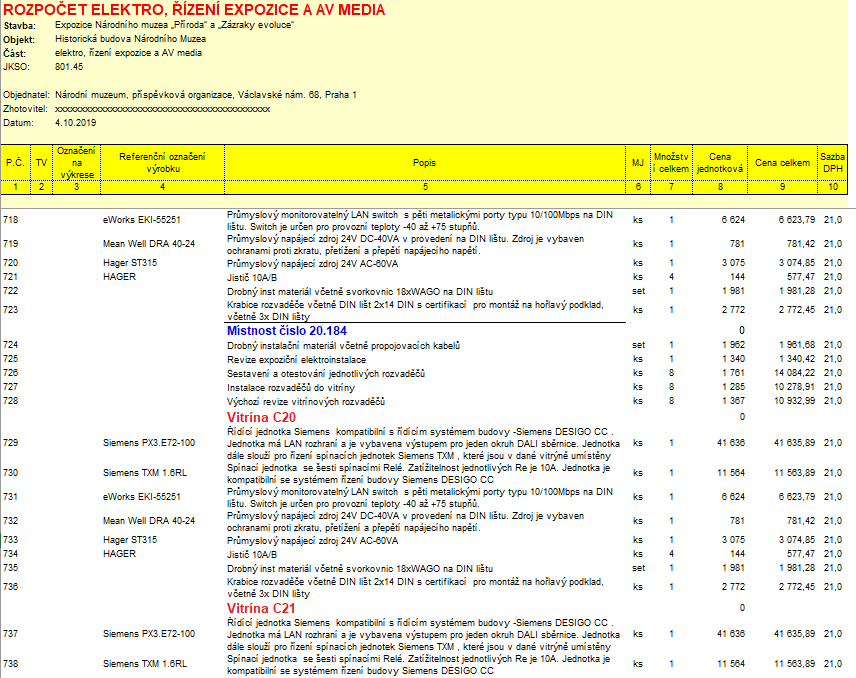 ROZPOČET ELEKTRO, ŘÍZENÍ EXPOZICE A AV MEDIA
Stavba: Expozice Národního muzea „Příroda" a „Zázraky evoluce"
Objekt: Historická budova Národního Muzea
Část: elektro, řízení expozice a AV media
JKSO: 801.45
Objednatel: Národní muzeum, příspěvková organizace, Václavské nám. 68, Praha 1
Zhotovitel: xxxxxxxxxxxxxxxxxxxxxxxxxxxxxxxxxxxxxxxxxxx
Datum: 4.10.2019
P.Č. TV Označení na výkrese Referenční označení výrobku Popis MJ Množství celkem Cena jednotková Cena celkem Sazba DPH
1 2 3 4 5 6 7 8 9 10
718 eWorks EKI-55251 Průmyslový monitorovatelný LAN switch s pěti metalickými porty typu 10/100Mbps na DIN ks 1 6 624 6 623,79 21,0
lištu. Switch je určen pro provozní teploty -40 až +75 stupňů.
719 Mean Well DRA 40-24 Průmyslový napájecí zdroj 24V DC-40VA v provedení na DIN lištu. Zdroj je vybaven ks 1 781 781,42 21,0
ochranami proti zkratu, přetížení a přepětí napájecího napětí.
720 Hager ST315 Průmyslový napájecí zdroj 24V AC-60VA ks 1 3 075 3 074,85 21,0
721 HAGER Jistič 10A/B ks 4 144 577,47 21,0
722 Drobný inst materiál včetně svorkovnic 18xWAGO na DIN lištu set 1 1 981 1 981,28 21,0
723 Krabice rozvaděče včetně DIN lišt 2x14 DIN s certifikací pro montáž na hořlavý podklad, ks 1 2 772 2 772,45 21,0
včetně 3x DIN lišty
Místnost číslo 20.184 0
724 Drobný instalační materiál včetně propojovacích kabelů set 1 1 962 1 961,68 21,0
725 Revize expoziční elektroinstalace ks 1 1 340 1 340,42 21,0
726 Sestavení a otestování jednotlivých rozvaděčů ks 8 1 761 14 084,22 21,0
727 Instalace rozvaděčů do vitríny ks 8 1 285 10 278,91 21,0
728 Výchozí revize vitrínových rozvaděčů ks 8 1 367 10 932,99 21,0
Vitrína C20 0
Řídící jednotka Siemens kompatibilní s řídícím systémem budovy -Siemens DESIGO CC .
729 Siemens PX3.E72-100 Jednotka má LAN rozhraní a je vybavena výstupem pro jeden okruh DALI sběrnice. Jednotka ks 1 41 636 41 635,89 21,0
dále slouží pro řízení spínacích jednotek Siemens TXM , které jsou v dané vitríně umístěny
730 Siemens TXM 1.6RL Spínací jednotka se šesti spínacími Relé. Zatížitelnost jednotlivých Re je 10A. Jednotka je ks 1 11 564 11 563,89 21,0
kompatibilní se systémem řízení budovy Siemens DESIGO CC
731 eWorks EKI-55251 Průmyslový monitorovatelný LAN switch s pěti metalickými porty typu 10/100Mbps na DIN ks 1 6 624 6 623,79 21,0
lištu. Switch je určen pro provozní teploty -40 až +75 stupňů.
732 Mean Well DRA 40-24 Průmyslový napájecí zdroj 24V DC-40VA v provedení na DIN lištu. Zdroj je vybaven ks 1 781 781,42 21,0
ochranami proti zkratu, přetížení a přepětí napájecího napětí.
733 Hager ST315 Průmyslový napájecí zdroj 24V AC-60VA ks 1 3 075 3 074,85 21,0
734 HAGER Jistič 10A/B ks 4 144 577,47 21,0
735 Drobný inst materiál včetně svorkovnic 18xWAGO na DIN lištu set 1 1 981 1 981,28 21,0
736 Krabice rozvaděče včetně DIN lišt 2x14 DIN s certifikací pro montáž na hořlavý podklad, ks 1 2 772 2 772,45 21,0
včetně 3x DIN lišty
Vitrína C21 0
Řídící jednotka Siemens kompatibilní s řídícím systémem budovy -Siemens DESIGO CC .
737 Siemens PX3.E72-100 Jednotka má LAN rozhraní a je vybavena výstupem pro jeden okruh DALI sběrnice. Jednotka ks 1 41 636 41 635,89 21,0
dále slouží pro řízení spínacích jednotek Siemens TXM , které jsou v dané vitríně umístěny
738 Siemens TXM 1.6RL Spínací jednotka se šesti spínacími Relé. Zatížitelnost jednotlivých Re je 10A. Jednotka je ks 1 11 564 11 563,89 21,0
kompatibilní se systémem řízení budovy Siemens DESIGO CC